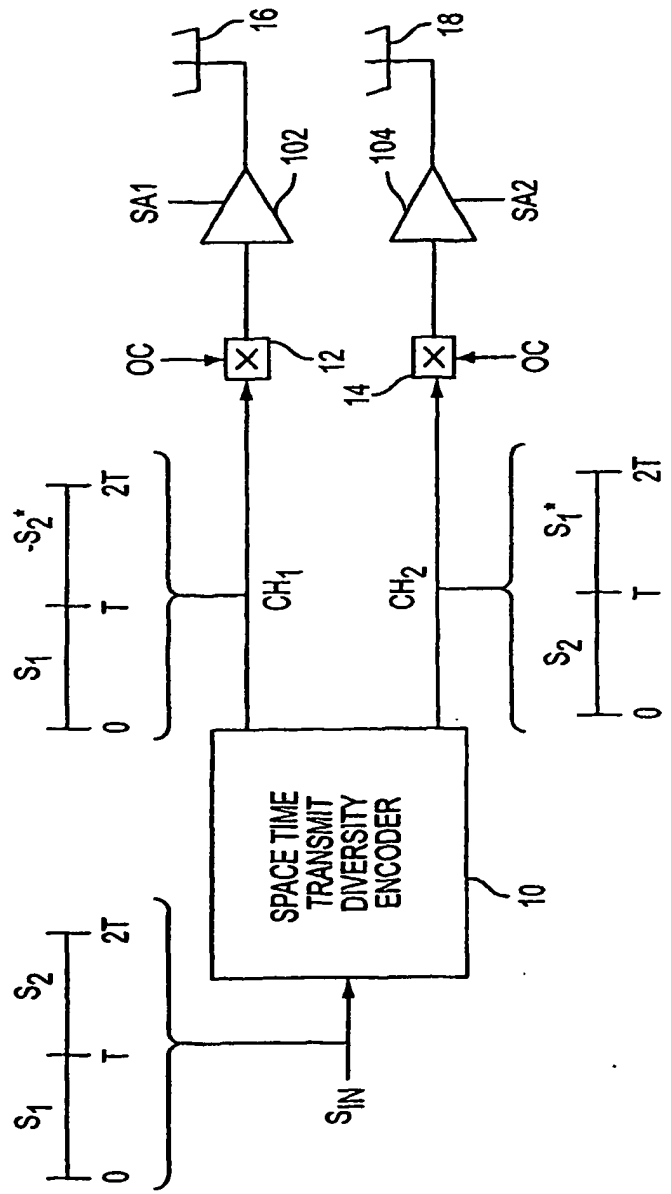 S1 S2
0 T 2T
SIN
SPACE TIME
TRANSMIT
DIVERSITY
ENCODER
10
S1 -S2*
0 T 2T
CH1
CH2
S2 S1*
0 T 2T
OC
12
14
OC
SA1
102
104
SA2
16
18